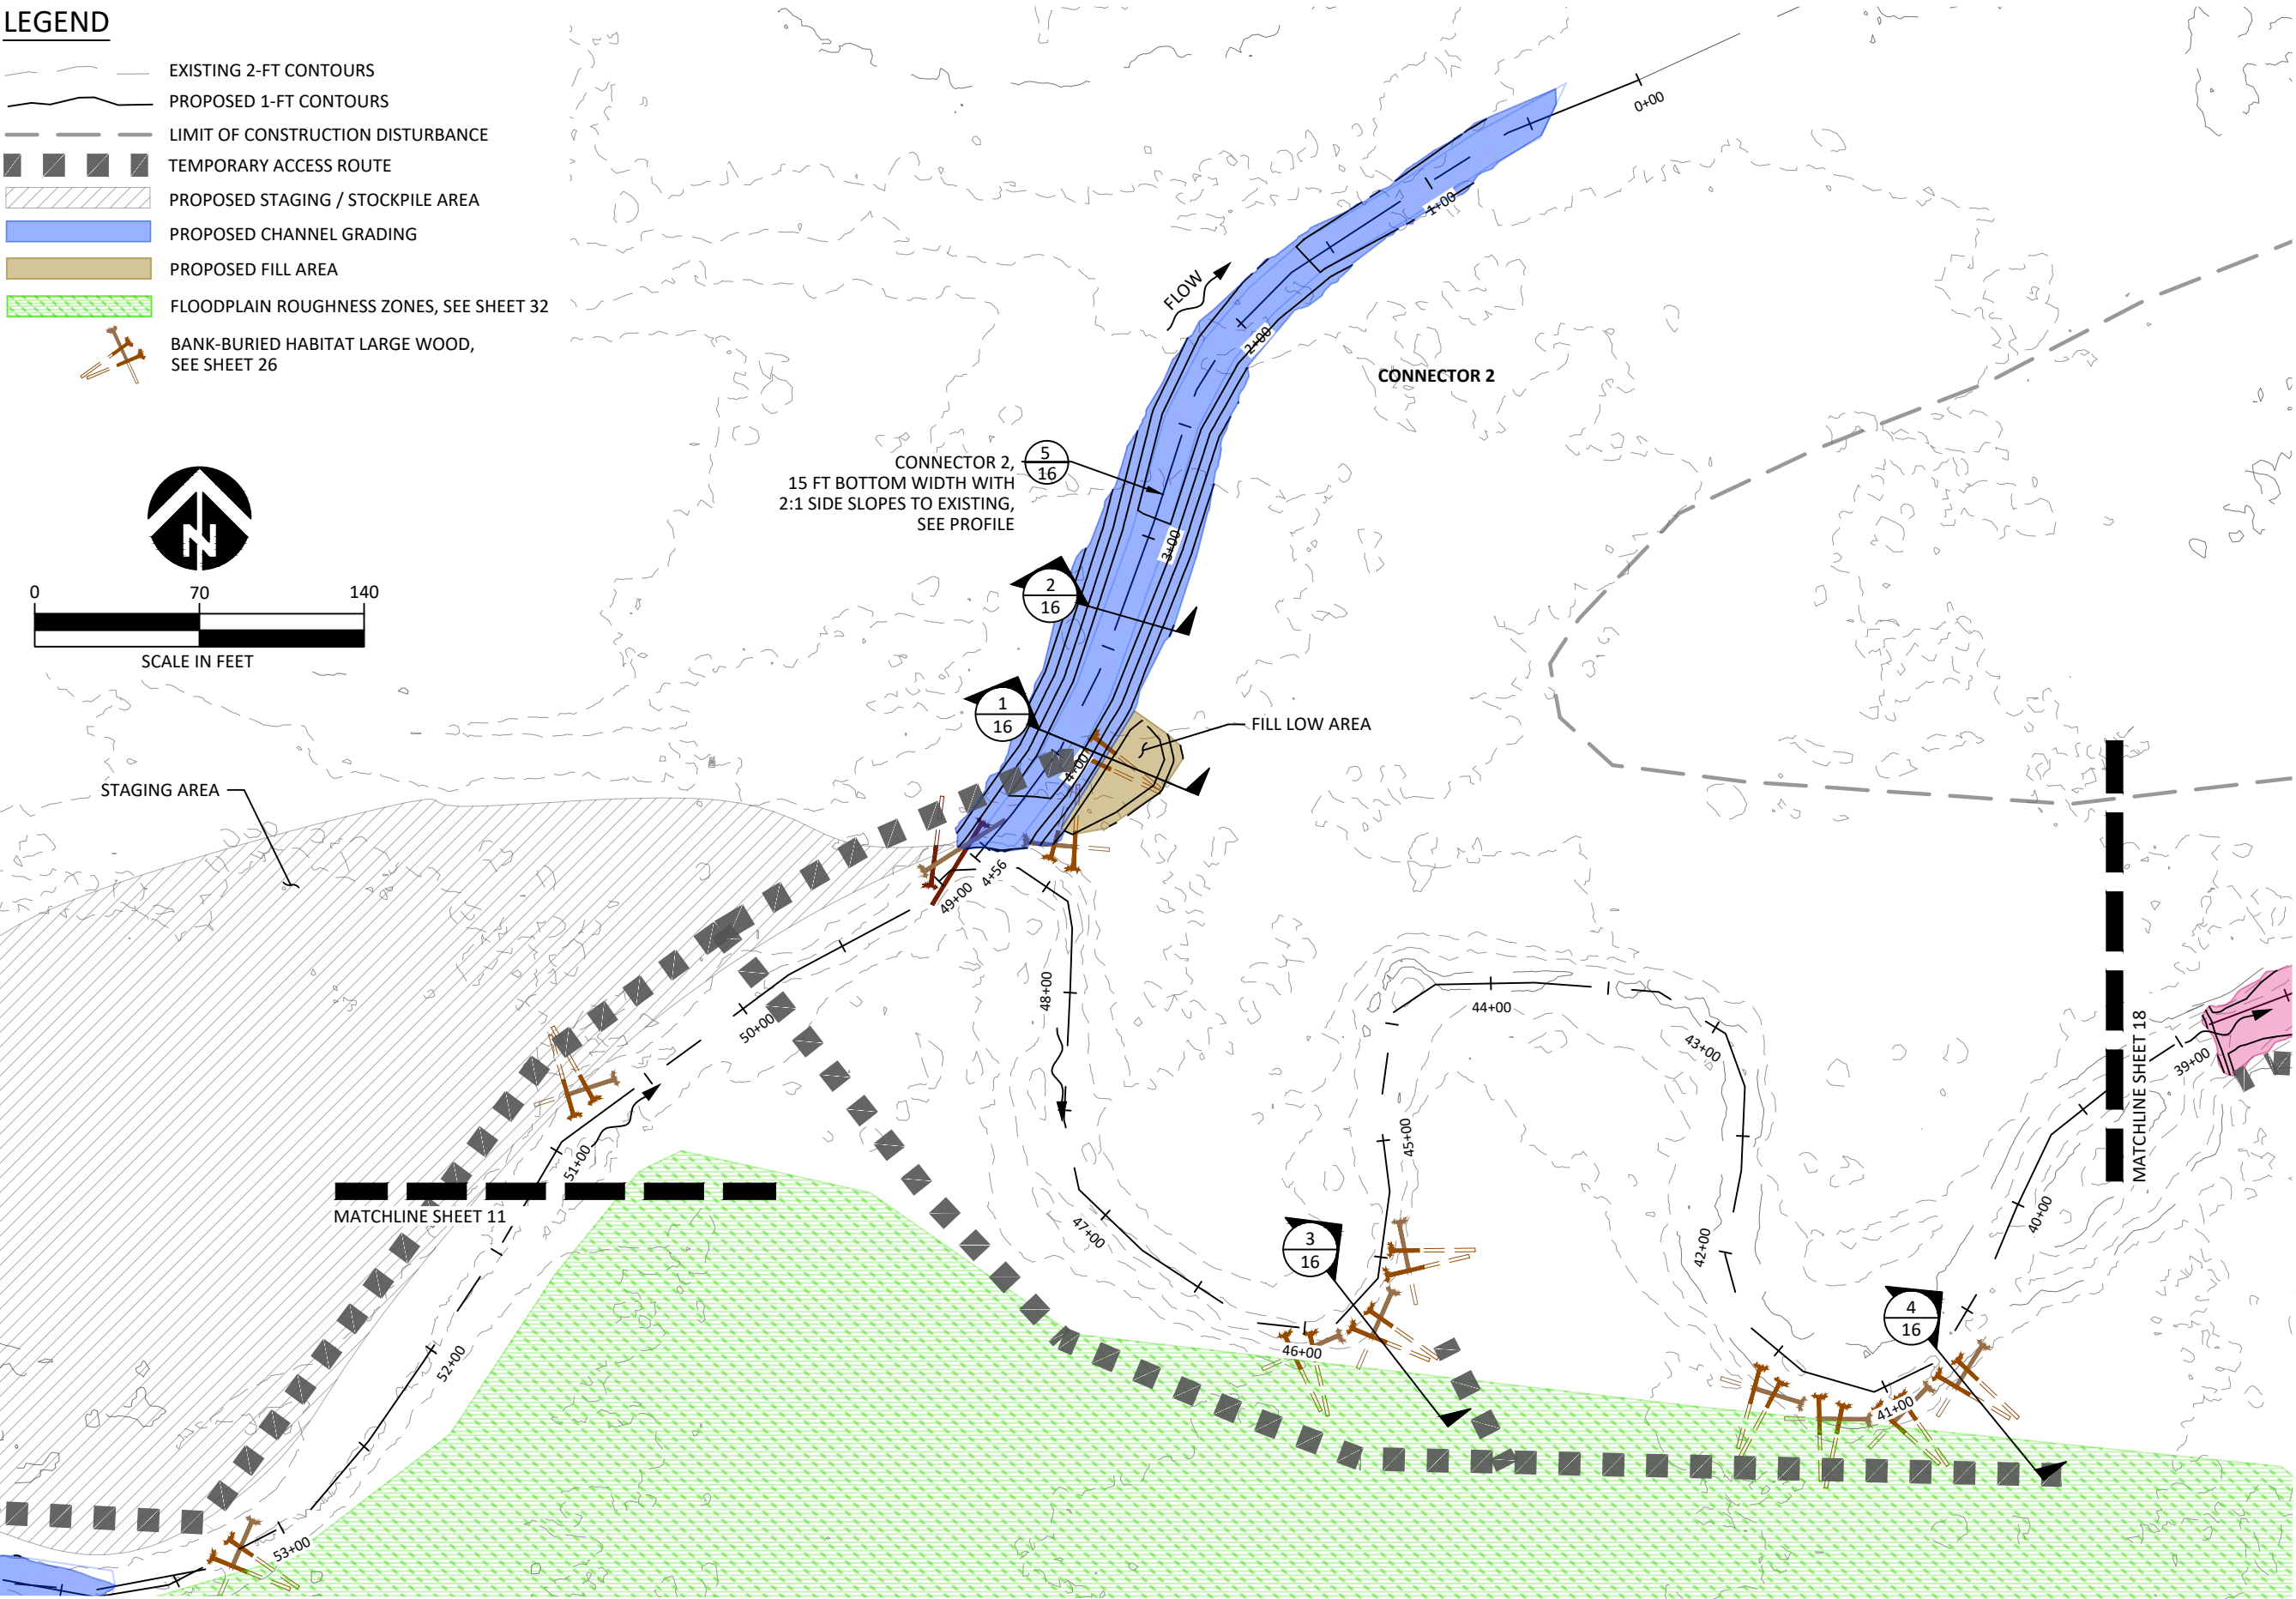 LEGEND
EXISTING 2-FT CONTOURS
PROPOSED 1-FT CONTOURS
LIMIT OF CONSTRUCTION DISTURBANCE
TEMPORARY ACCESS ROUTE
PROPOSED STAGING / STOCKPILE AREA
PROPOSED CHANNEL GRADING
PROPOSED FILL AREA
FLOODPLAIN ROUGHNESS ZONES, SEE SHEET 32
BANK-BURIED HABITAT LARGE WOOD,
SEE SHEET 26
N
0 70 140
SCALE IN FEET
0+00
1+00
FLOW
2+00
CONNECTOR 2
CONNECTOR 2,
15 FT BOTTOM WIDTH WITH
2:1 SIDE SLOPES TO EXISTING,
SEE PROFILE
5
16
3+00
2
16
1
16
FILL LOW AREA
4+00
STAGING AREA
4+56
49+00
48+00
50+00
44+00
43+00
MATCHLINE SHEET 18
39+00
45+00
51+00
MATCHLINE SHEET 11
47+00
42+00
40+00
3
16
4
16
46+00
52+00
41+00
53+00